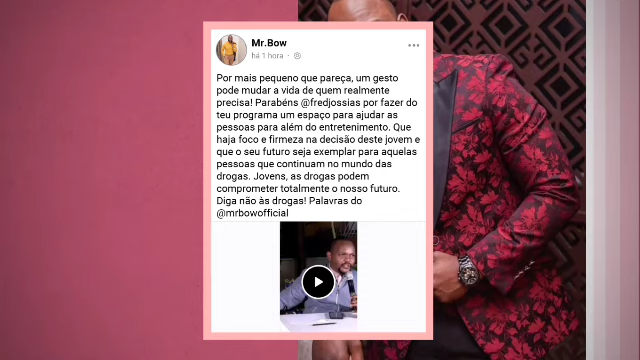 Mr.Bow
há 1 hora ·
Por mais pequeno que pareça, um gesto
pode mudar a vida de quem realmente
precisa! Parabéns @fredjossias por fazer do
teu programa um espaço para ajudar as
pessoas para além do entretenimento. Que
haja foco e firmeza na decisão deste jovem e
que o seu futuro seja exemplar para aquelas
pessoas que continuam no mundo das
drogas. Jovens, as drogas podem
comprometer totalmente o nosso futuro.
Diga não às drogas! Palavras do
@mrbowofficial